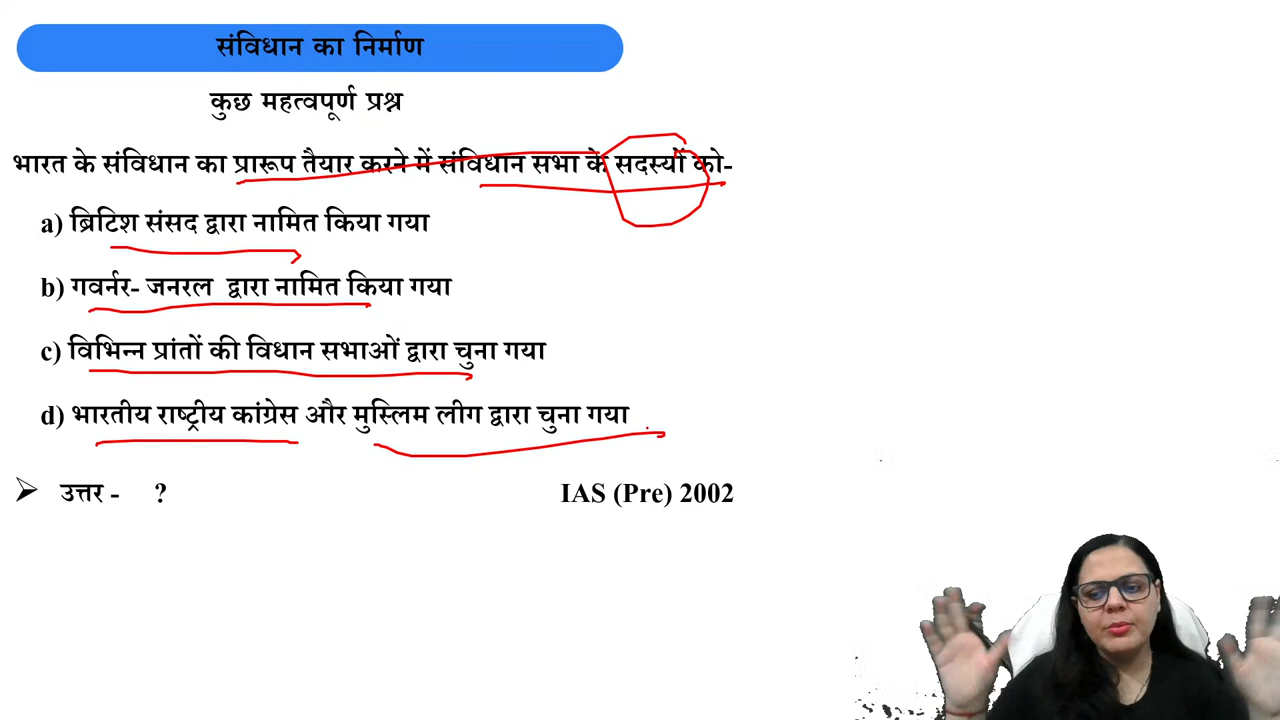 संविधान का निर्माण
कुछ महत्वपूर्ण प्रश्न
भारत के संविधान का प्रारूप तैयार करने में संविधान सभा के सदस्यों को-
a) ब्रिटिश संसद द्वारा नामित किया गया
b) गवर्नर- जनरल द्वारा नामित किया गया
c) विभिन्न प्रांतों की विधान सभाओं द्वारा चुना गया
d) भारतीय राष्ट्रीय कांग्रेस और मुस्लिम लीग द्वारा चुना गया
➢ उत्तर - ? IAS (Pre) 2002